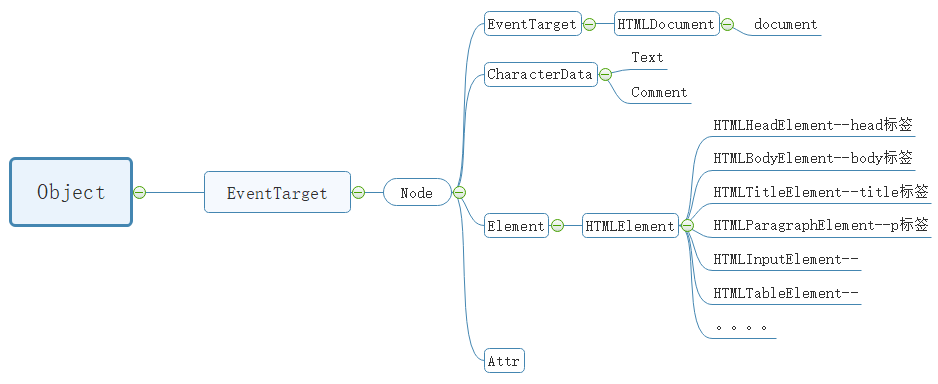 Object
EventTarget
Node
EventTarget
HTMLDocument
document
CharacterData
Text
Comment
Element
HTMLElement
HTMLHeadElement--head标签
HTMLBodyElement--body标签
HTMLTitleElement--title标签
HTMLParagraphElement--p标签
HTMLInputElement--
HTMLTableElement--
。。。。
Attr